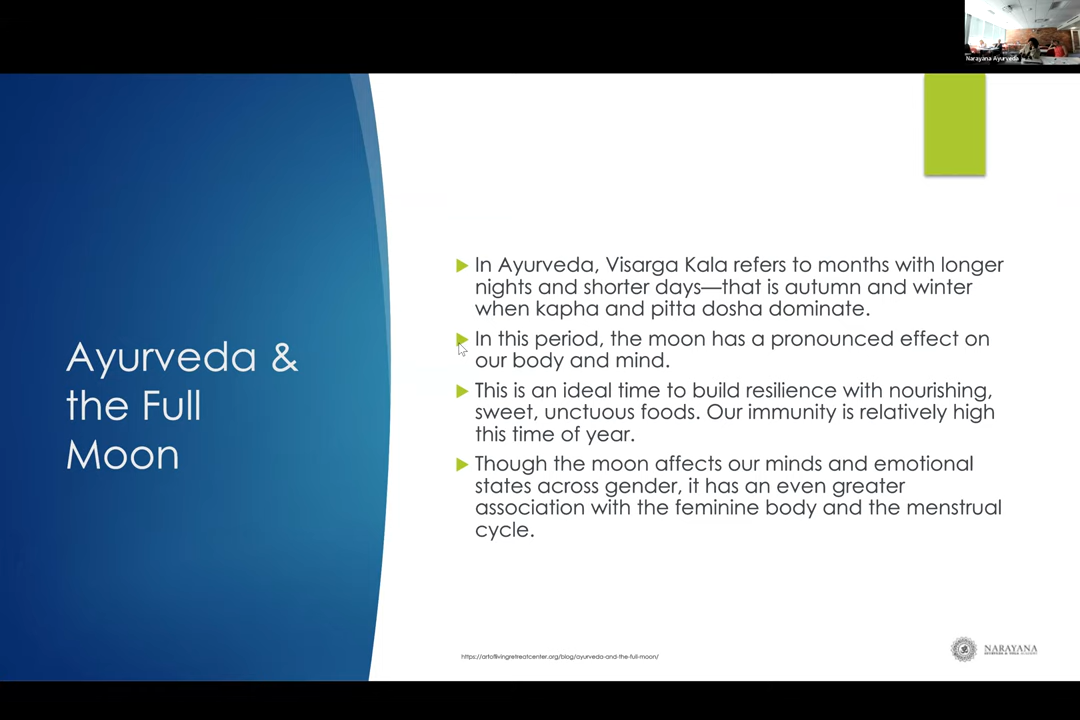 Narayana Ayurveda
Ayurveda &
the Full
Moon
In Ayurveda, Visarga Kala refers to months with longer
nights and shorter days—that is autumn and winter
when kapha and pitta dosha dominate.
In this period, the moon has a pronounced effect on
our body and mind.
This is an ideal time to build resilience with nourishing,
sweet, unctuous foods. Our immunity is relatively high
this time of year.
Though the moon affects our minds and emotional
states across gender, it has an even greater
association with the feminine body and the menstrual
cycle.
https://artoflivingretreatcenter.org/blog/ayurveda-and-the-full-moon/
NARAYANA
AYURVEDA & YOGA ACADEMY